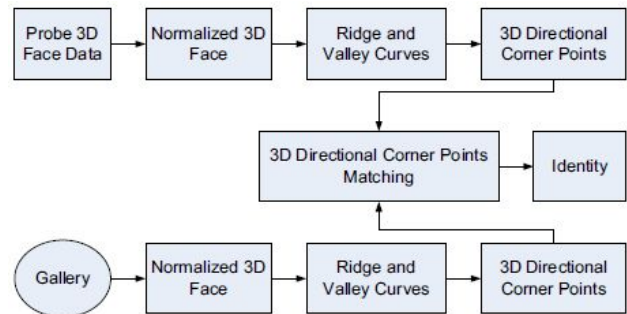 Probe 3D
Face Data
Normalized 3D
Face
Ridge and
Valley Curves
3D Directional
Corner Points
3D Directional Corner Points
Matching
Identity
Gallery
Normalized 3D
Face
Ridge and
Valley Curves
3D Directional
Corner Points